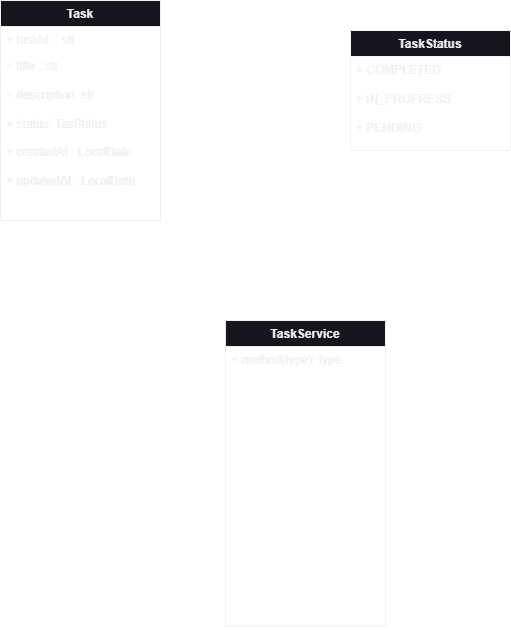 Task
+ taskId : str
+ title : str
+ description: str
+ status: TasStatus
+ createdAt : LocalDate
+ updatedAt : LocalDate
TaskStatus
+ COMPLETED
+ IN_PROFRESS
+ PENDING
TaskService
+ method(type): type